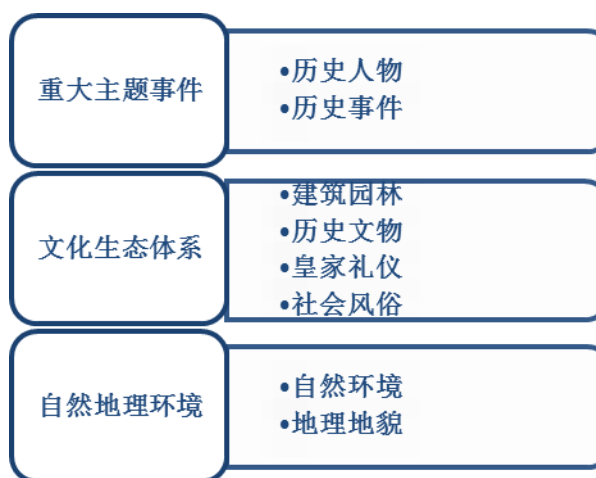 重大主题事件
•历史人物
•历史事件
文化生态体系
•建筑园林
•历史文物
•皇家礼仪
•社会风俗
自然地理环境
•自然环境
•地理地貌